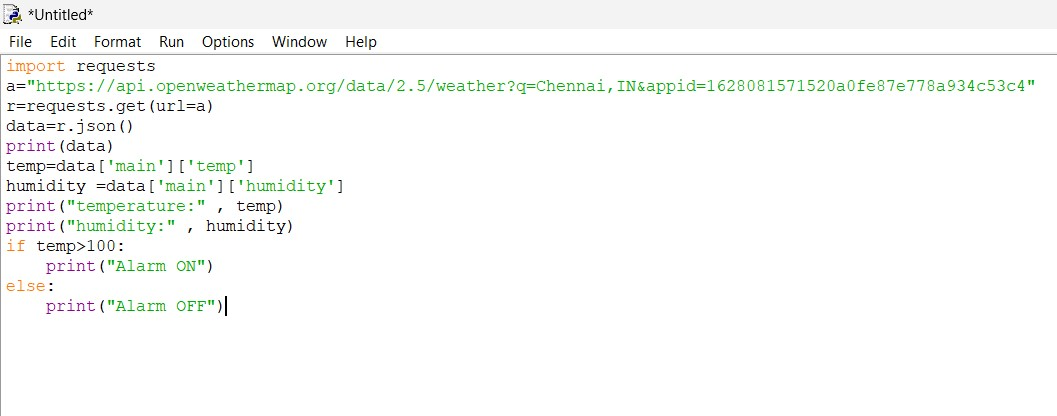 *Untitled*
File Edit Format Run Options Window Help
import requests
a="https://api.openweathermap.org/data/2.5/weather?q=Chennai,IN&appid=1628081571520a0fe87e778a934c53c4"
r=requests.get(url=a)
data=r.json()
print(data)
temp=data['main']['temp']
humidity =data['main']['humidity']
print("temperature:" , temp)
print("humidity:" , humidity)
if temp>100:
    print("Alarm ON")
else:
    print("Alarm OFF")